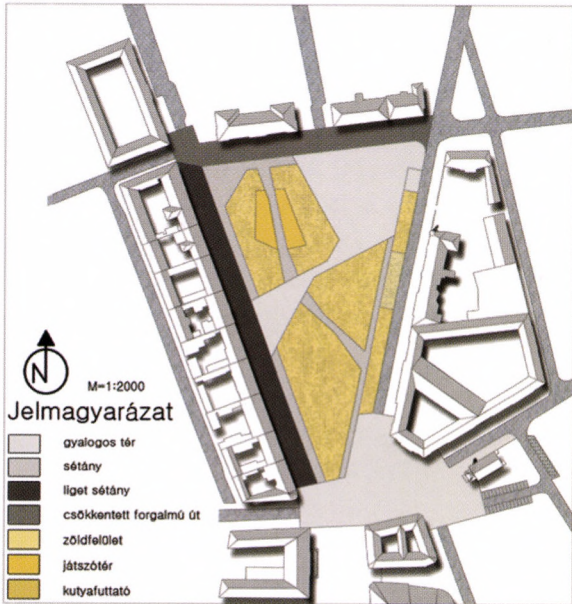 N
M=1:2000
Jelmagyarázat
gyalogos tér
sétány
liget sétány
csökkentett forgalmú út
zöldfelület
játszótér
kutyafuttató